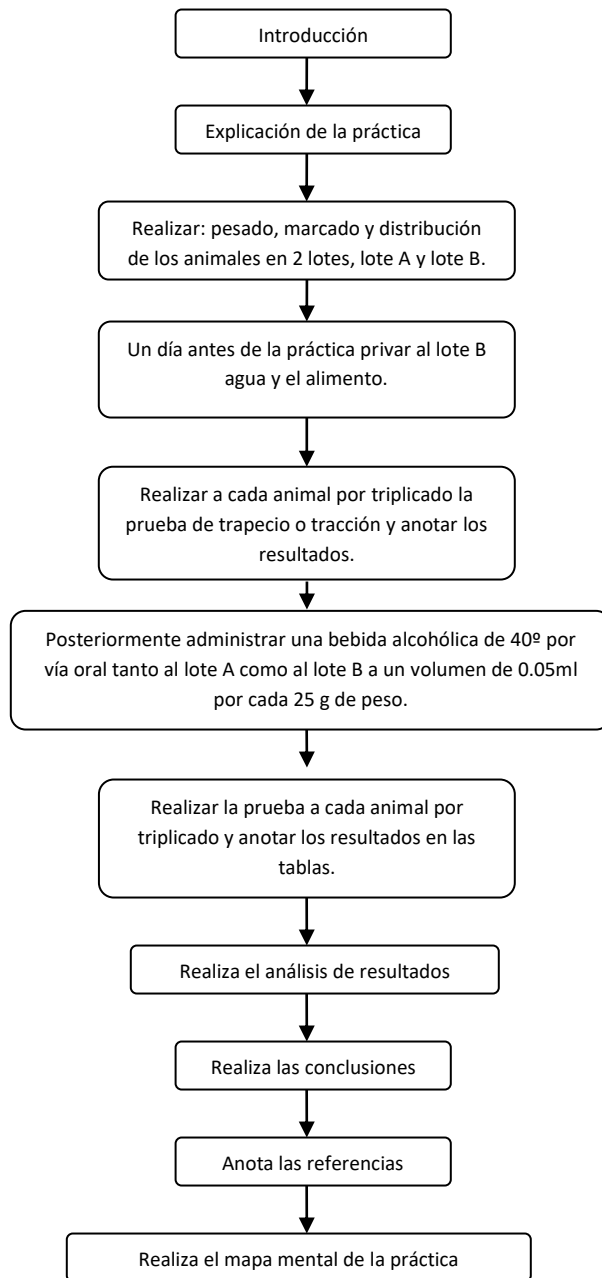 Introducción
Explicación de la práctica
Realizar: pesado, marcado y distribución
de los animales en 2 lotes, lote A y lote B.
Un día antes de la práctica privar al lote B
agua y el alimento.
Realizar a cada animal por triplicado la
prueba de trapecio o tracción y anotar los
resultados.
Posteriormente administrar una bebida alcohólica de 40º por
vía oral tanto al lote A como al lote B a un volumen de 0.05ml
por cada 25 g de peso.
Realizar la prueba a cada animal por
triplicado y anotar los resultados en las
tablas.
Realiza el análisis de resultados
Realiza las conclusiones
Anota las referencias
Realiza el mapa mental de la práctica